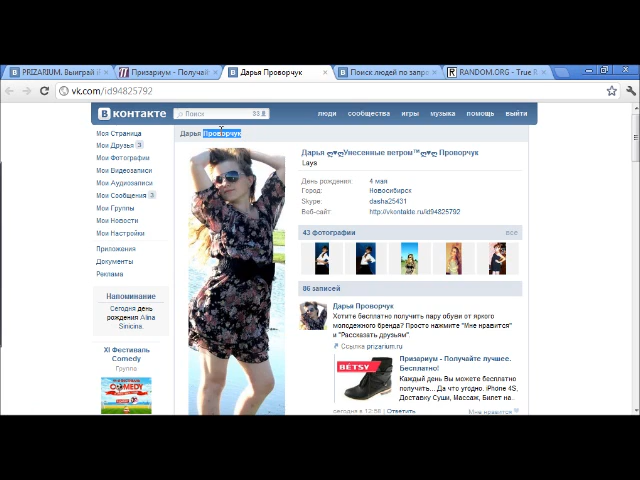 PRIZARIUM. Выиграй i
Призариум - Получай
Дарья Проворчук
Поиск людей по запро
RANDOM.ORG - True R
vk.com/id94825792
В контакте
Поиск
люди сообщества игры музыка помощь выйти
Дарья Проворчук
Моя Страница
Мои Друзья 3
Мои Фотографии
Мои Видеозаписи
Мои Аудиозаписи
Мои Сообщения 3
Мои Группы
Мои Новости
Мои Настройки
Приложения
Документы
Реклама
Напоминание
Сегодня день
рождения Alina
Sinicina.
XI Фестиваль
Comedy
Группа
COMEDY
Дарья ღ♥ღУнесенные ветром™ღ♥ღ Проворчук
Lays
День рождения: 4 мая
Город: Новосибирск
Skype: dasha25431
Веб-сайт http://vkontakte.ru/id94825792
43 фотографии все
86 записей
Дарья Проворчук
Хотите бесплатно получить пару обуви от яркого
молодежного бренда? Просто нажмите "Мне нравится"
и "Рассказать друзьям".
Ссылка prizarium.ru
BETSY
Призариум - Получайте лучшее.
Бесплатно!
Каждый день Вы можете бесплатно
получить... Да что угодно. iPhone 4S,
Доставку Суши, Массаж, Билет на..
сегодня в 12:58 | Ответить Мне нравится